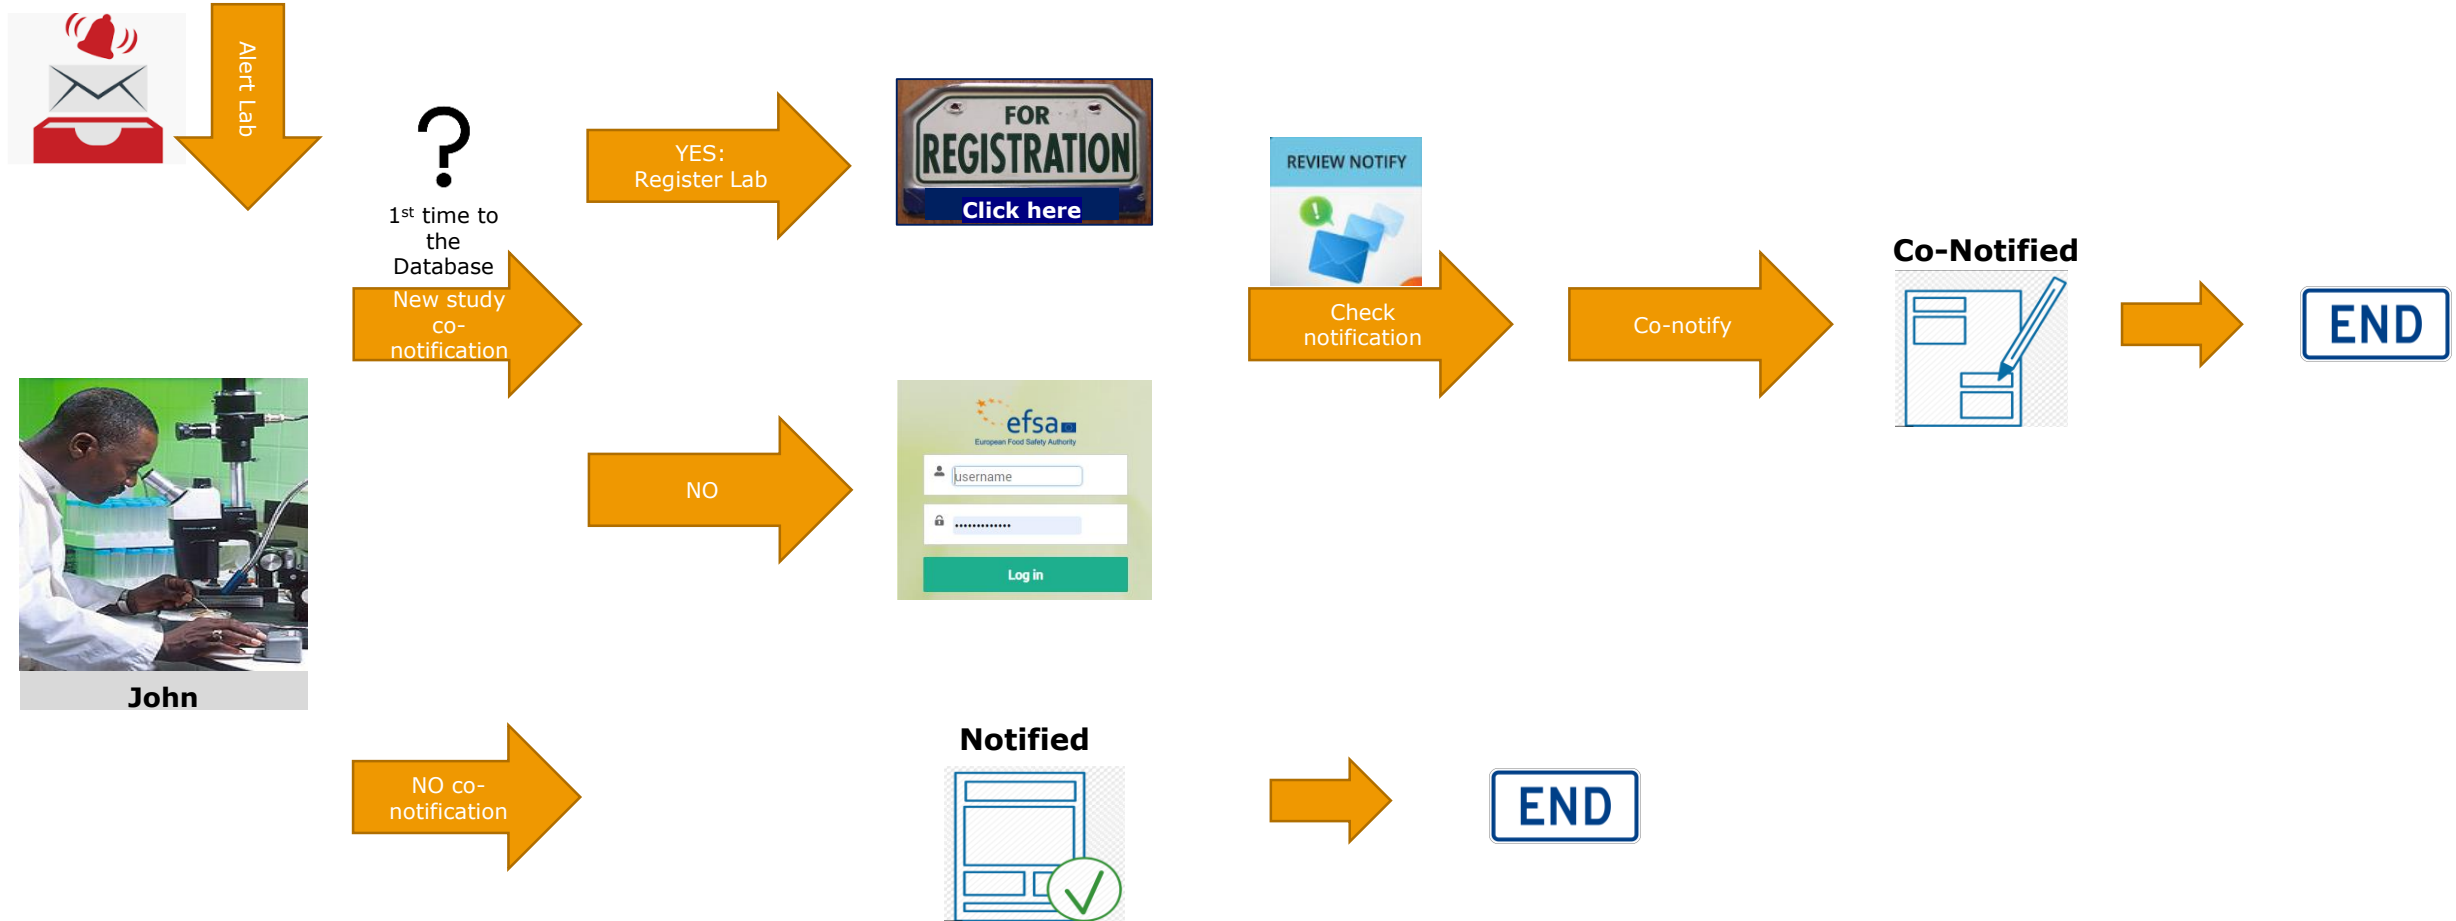 Alert Lab
1st time to
the
Database
New study
co-
notification
YES:
Register Lab
FOR
REGISTRATION
Click here
NO
efsa
European Food Safety Authority
username
Log in
REVIEW NOTIFY
!
Check
notification
Co-notify
Co-Notified
END
John
NO co-
notification
Notified
END